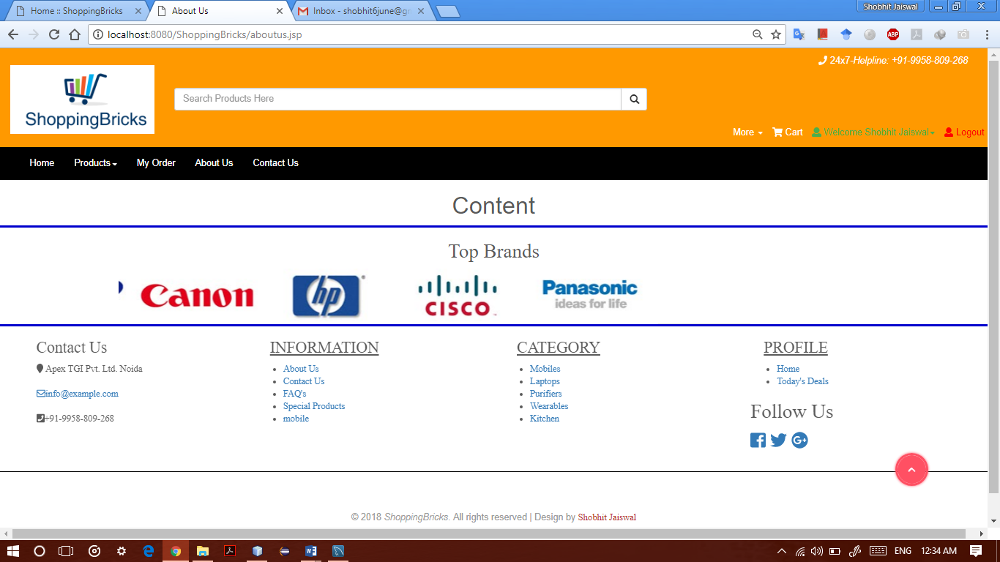 Home :: ShoppingBricks
About Us
Inbox - shobhit6june@g
Shobhit Jaiswal
localhost:8080/ShoppingBricks/aboutus.jsp
ABP
24x7-Helpline: +91-9958-809-268
ShoppingBricks
Search Products Here
More
Cart
Welcome Shobhit Jaiswal
Logout
Home
Products
My Order
About Us
Contact Us
Content
Top Brands
Canon
hp
CISCO
Panasonic
ideas for life
Contact Us
Apex TGI Pvt. Ltd. Noida
info@example.com
+91-9958-809-268
INFORMATION
About Us
Contact Us
FAQ's
Special Products
mobile
CATEGORY
Mobiles
Laptops
Purifiers
Wearables
Kitchen
PROFILE
Home
Today's Deals
Follow Us
© 2018 ShoppingBricks. All rights reserved | Design by Shobhit Jaiswal
ENG
12:34 AM